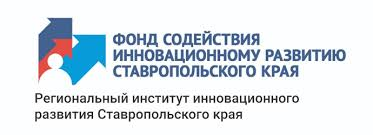 ФОНД СОДЕЙСТВИЯ
ИННОВАЦИОННОМУ РАЗВИТИЮ
СТАВРОПОЛЬСКОГО КРАЯ
Региональный институт инновационного
развития Ставропольского края